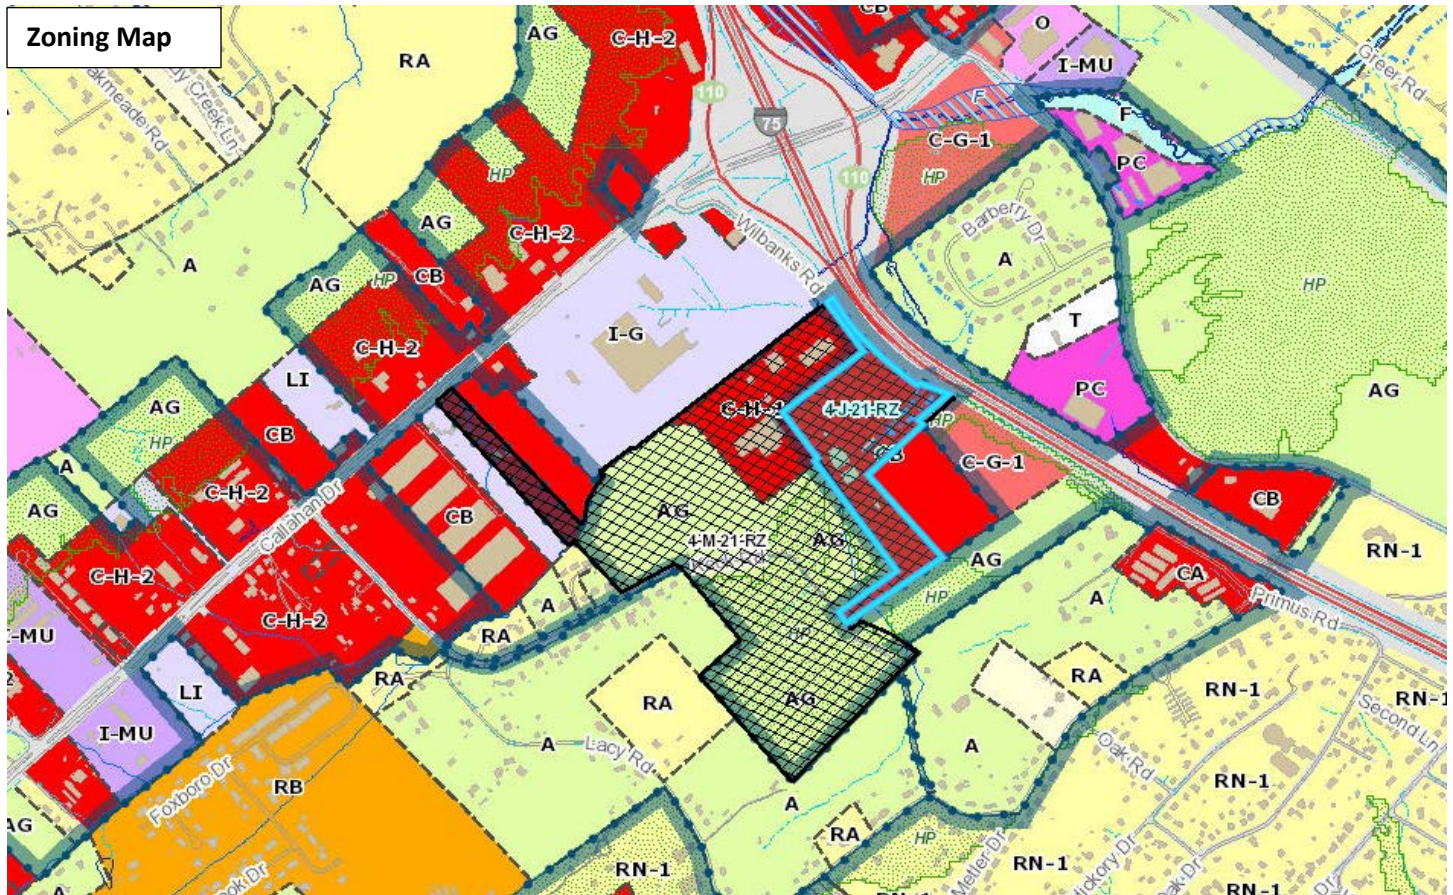 Zoning Map
AG
C-H-2
CB
O
I-MU
Greer Rd
RA
110
75
F
F
C-G-1
HP
PC
HP
AG
C-H-2
110
Barberry Dr
A
Wilbanks Rd
A
HP
CB
AG
I-G
T
HP
C-H-2
LI
PC
AG
AG
HP
CB
C-H-2
C-H-1
4-J-21-RZ
HP
CB
C-G-1
A
C-H-2
CB
RN-1
AG
Callahan Dr
CB
AG
4-M-21-RZ
AG
AG
HP
C-H-2
CA
A
Primus Rd
I-MU
C-H-2
A
RA
HP
RA
LI
RA
AG
RN-1
RN-1
Second Ln
I-MU
A
Lacy Rd
A
Oak Rd
RN-1
Foxboro Dr
RB
A
RA
HP
AG
RN-1
Metler Dr
RN-1
Hickory Dr
RN-1